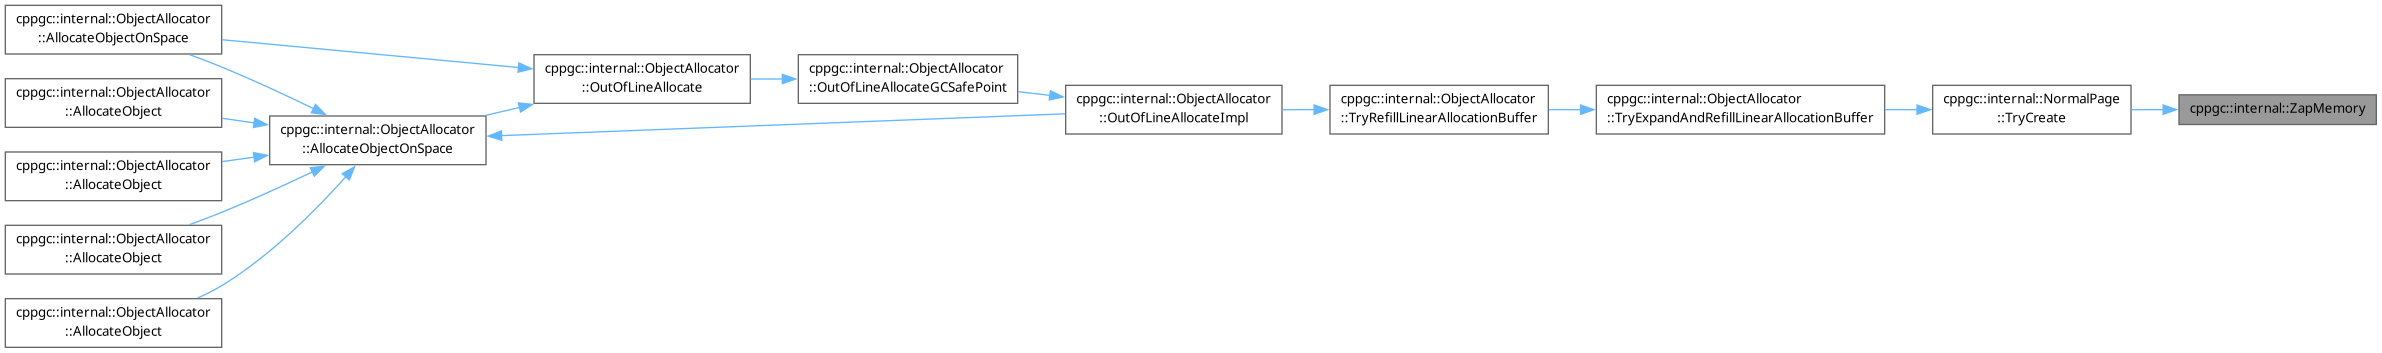 cppgc::internal::ObjectAllocator
::AllocateObjectOnSpace
cppgc::internal::ObjectAllocator
::AllocateObject
cppgc::internal::ObjectAllocator
::AllocateObject
cppgc::internal::ObjectAllocator
::AllocateObject
cppgc::internal::ObjectAllocator
::AllocateObject
cppgc::internal::ObjectAllocator
::AllocateObjectOnSpace
cppgc::internal::ObjectAllocator
::OutOfLineAllocate
cppgc::internal::ObjectAllocator
::OutOfLineAllocateGCSafePoint
cppgc::internal::ObjectAllocator
::OutOfLineAllocateImpl
cppgc::internal::ObjectAllocator
::TryRefillLinearAllocationBuffer
cppgc::internal::ObjectAllocator
::TryExpandAndRefillLinearAllocationBuffer
cppgc::internal::NormalPage
::TryCreate
cppgc::internal::ZapMemory